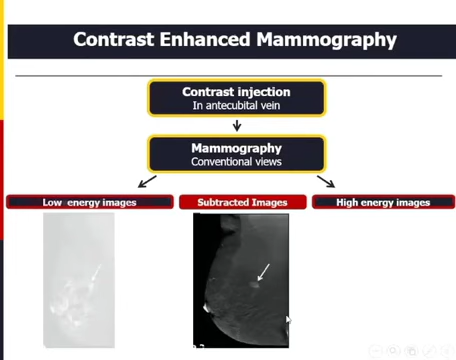 Contrast Enhanced Mammography
Contrast injection
In antecubital vein
Mammography
Conventional views
Low energy images
Subtracted Images
High energy images